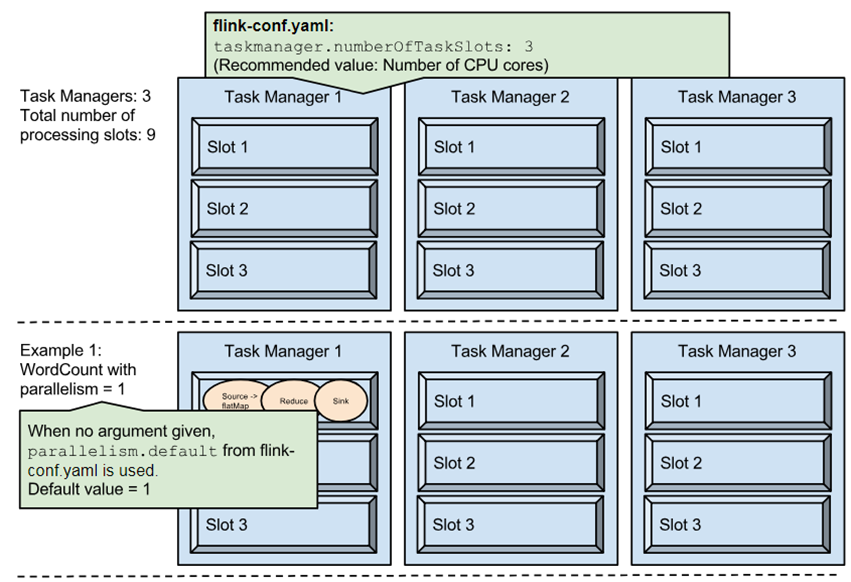 flink-conf.yaml:
taskmanager.numberOfTaskSlots: 3
(Recommended value: Number of CPU cores)
Task Managers: 3
Total number of
processing slots: 9
Task Manager 1
Slot 1
Slot 2
Slot 3
Task Manager 2
Slot 1
Slot 2
Slot 3
Task Manager 3
Slot 1
Slot 2
Slot 3
Example 1:
WordCount with
parallelism = 1
When no argument given,
parallelism.default from flink-
conf.yaml is used.
Default value = 1
Task Manager 1
Source ->
flatMap
Reduce
Sink
Slot 3
Task Manager 2
Slot 1
Slot 2
Slot 3
Task Manager 3
Slot 1
Slot 2
Slot 3